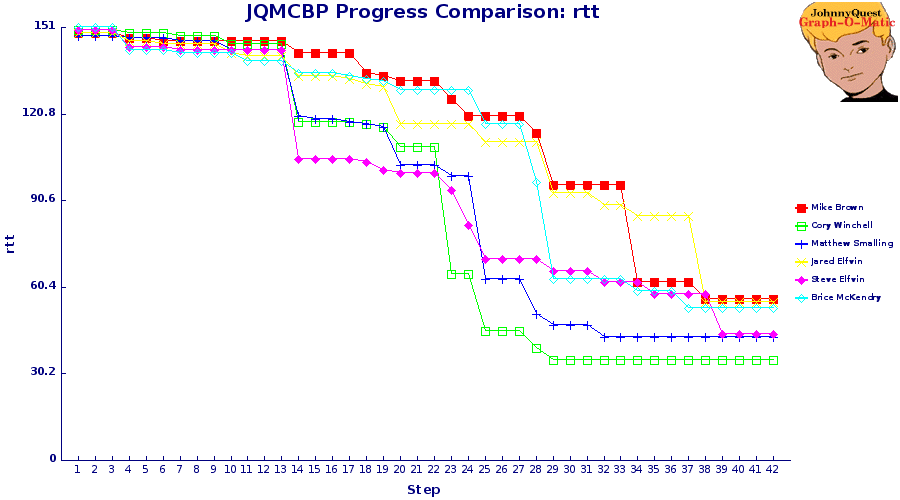 JQMCBP Progress Comparison: rtt
JohnnyQuest
Graph-O-Matic
151
120.8
90.6
60.4
30.2
0
rtt
1 2 3 4 5 6 7 8 9 10 11 12 13 14 15 16 17 18 19 20 21 22 23 24 25 26 27 28 29 30 31 32 33 34 35 36 37 38 39 40 41 42
Step
Mike Brown
Cory Winchell
Matthew Smalling
Jared Elfvin
Steve Elfvin
Brice McKendry